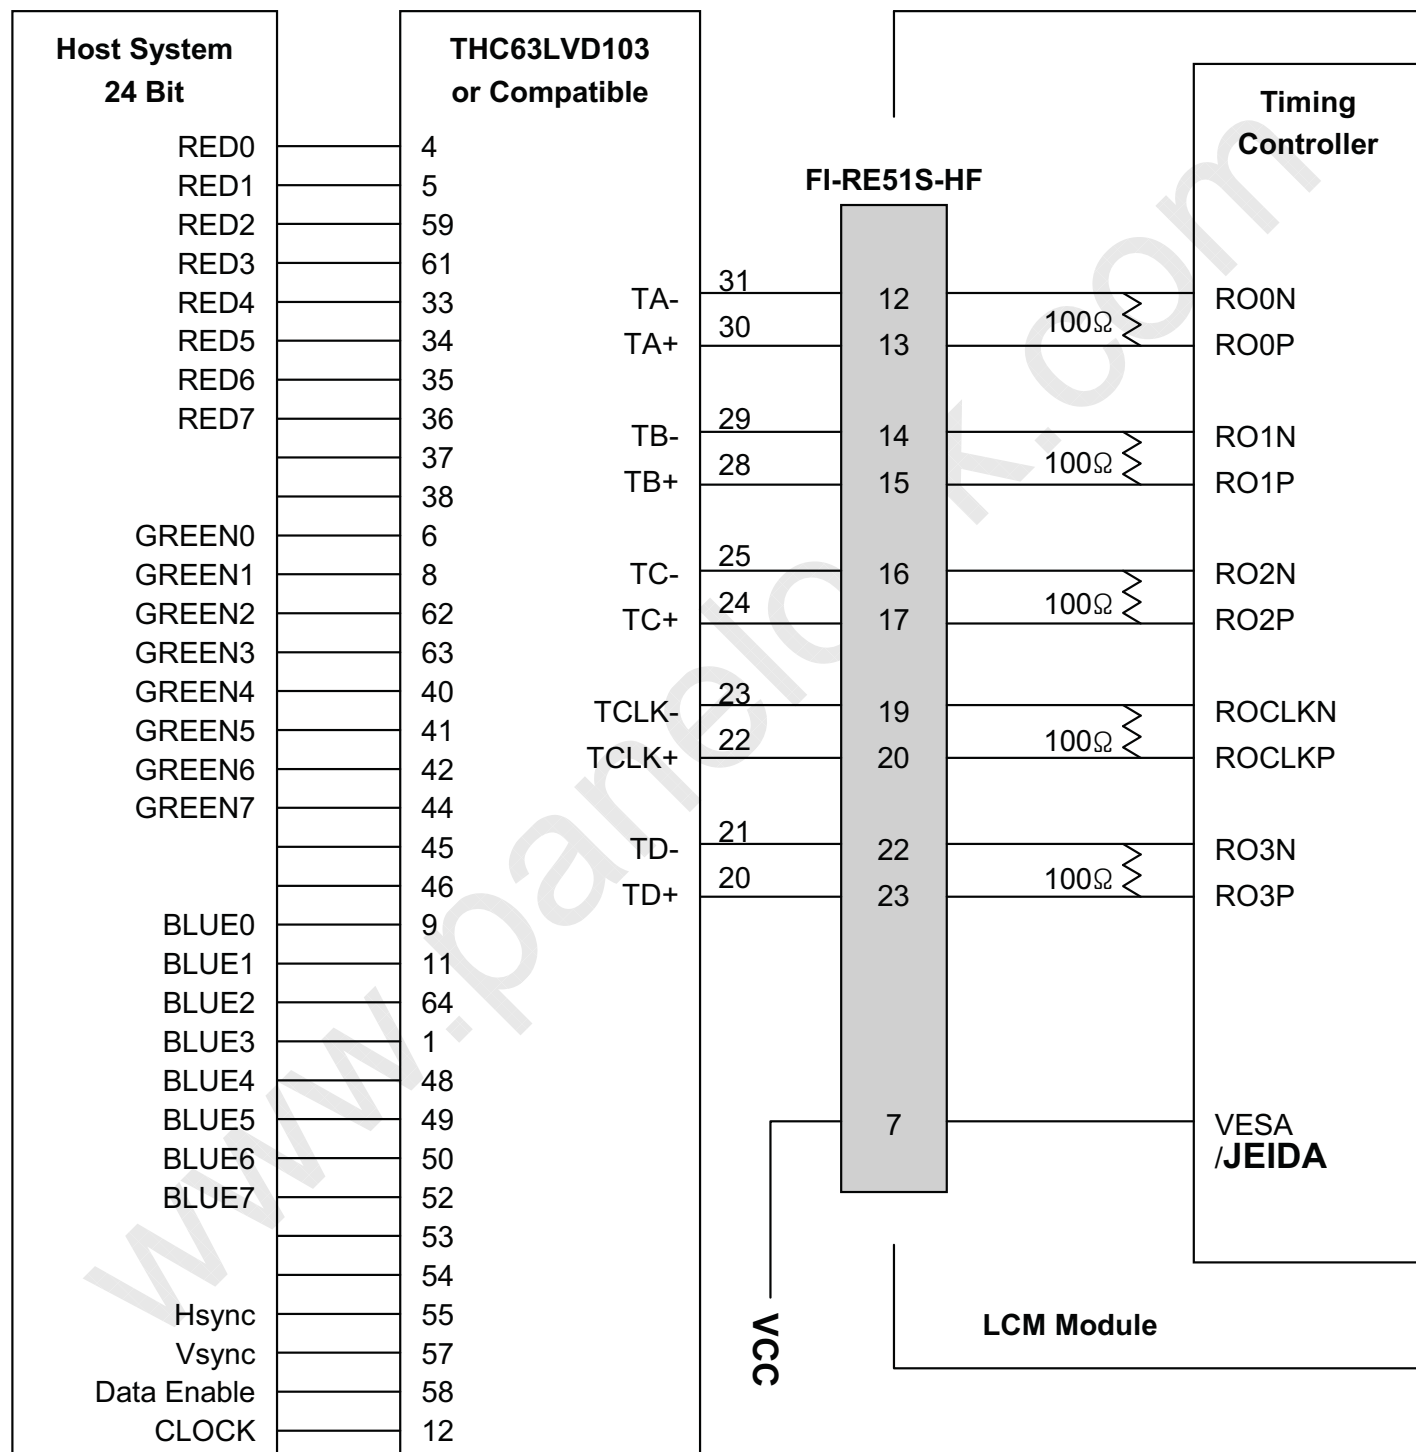 Host System
24 Bit
RED0
RED1
RED2
RED3
RED4
RED5
RED6
RED7
GREEN0
GREEN1
GREEN2
GREEN3
GREEN4
GREEN5
GREEN6
GREEN7
BLUE0
BLUE1
BLUE2
BLUE3
BLUE4
BLUE5
BLUE6
BLUE7
Hsync
Vsync
Data Enable
CLOCK
THC63LVD103
or Compatible
4
5
59
61
33
34
35
36
37
38
6
8
62
63
40
41
42
44
45
46
9
11
64
1
48
49
50
52
53
54
55
57
58
12
TA-
TA+
TB-
TB+
TC-
TC+
TCLK-
TCLK+
TD-
TD+
31
30
29
28
25
24
23
22
21
20
VCC
FI-RE51S-HF
12
13
14
15
16
17
19
20
22
23
7
100Ω
100Ω
100Ω
100Ω
100Ω
LCM Module
Timing
Controller
RO0N
RO0P
RO1N
RO1P
RO2N
RO2P
ROCLKN
ROCLKP
RO3N
RO3P
VESA
/JEIDA